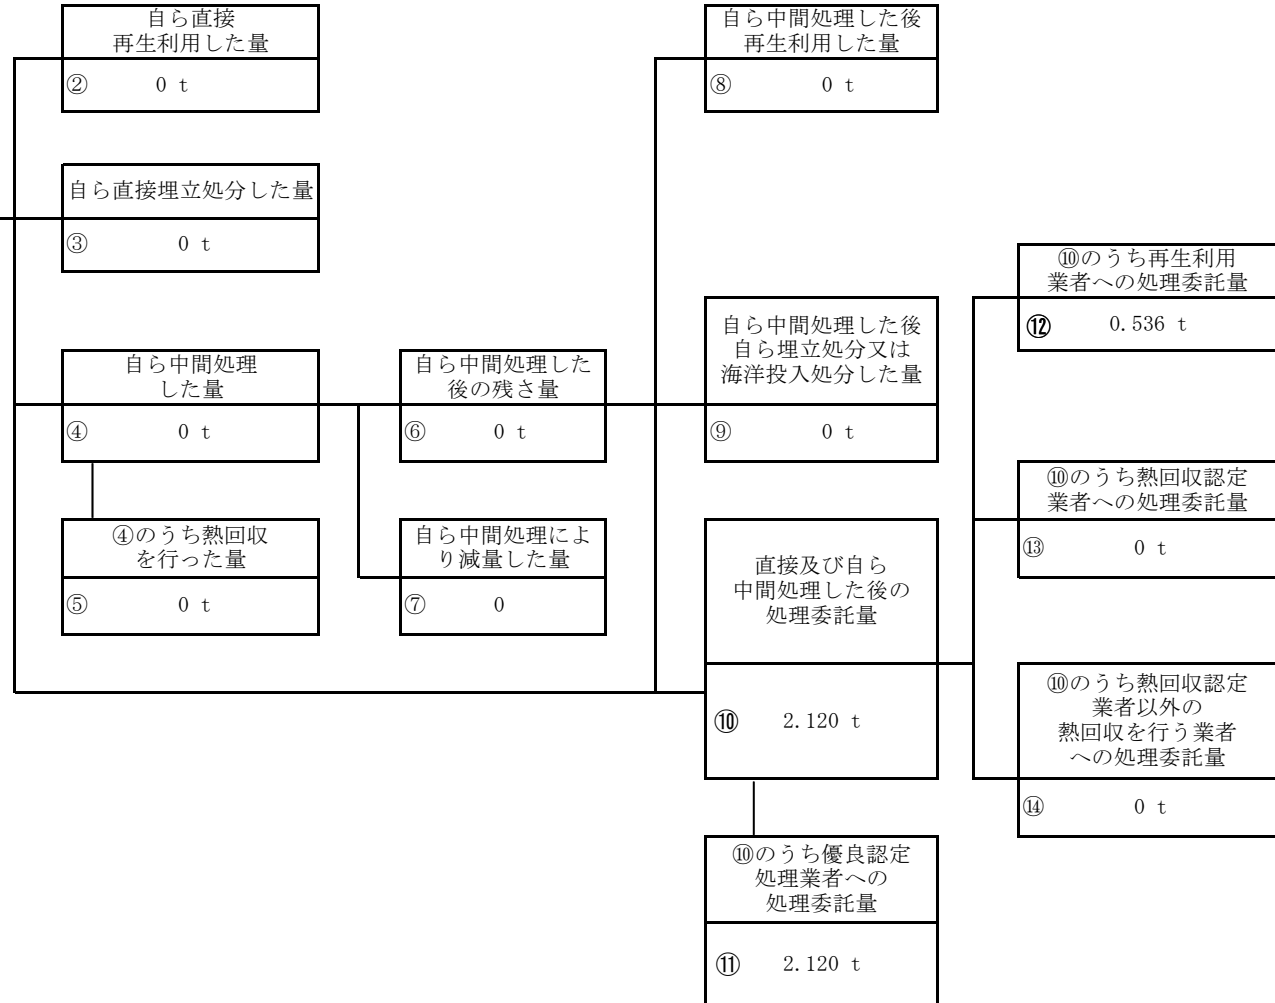 自ら直接
再生利用した量
② 0 t
自ら直接埋立処分した量
③ 0 t
自ら中間処理
した量
④ 0 t
④のうち熱回収
を行った量
⑤ 0 t
自ら中間処理した
後の残さ量
⑥ 0 t
自ら中間処理によ
り減量した量
⑦ 0
自ら中間処理した後
再生利用した量
⑧ 0 t
自ら中間処理した後
自ら埋立処分又は
海洋投入処分した量
⑨ 0 t
直接及び自ら
中間処理した後の
処理委託量
⑩ 2.120 t
⑩のうち優良認定
処理業者への
処理委託量
⑪ 2.120 t
⑩のうち再生利用
業者への処理委託量
⑫ 0.536 t
⑩のうち熱回収認定
業者への処理委託量
⑬ 0 t
⑩のうち熱回収認定
業者以外の
熱回収を行う業者
への処理委託量
⑭ 0 t